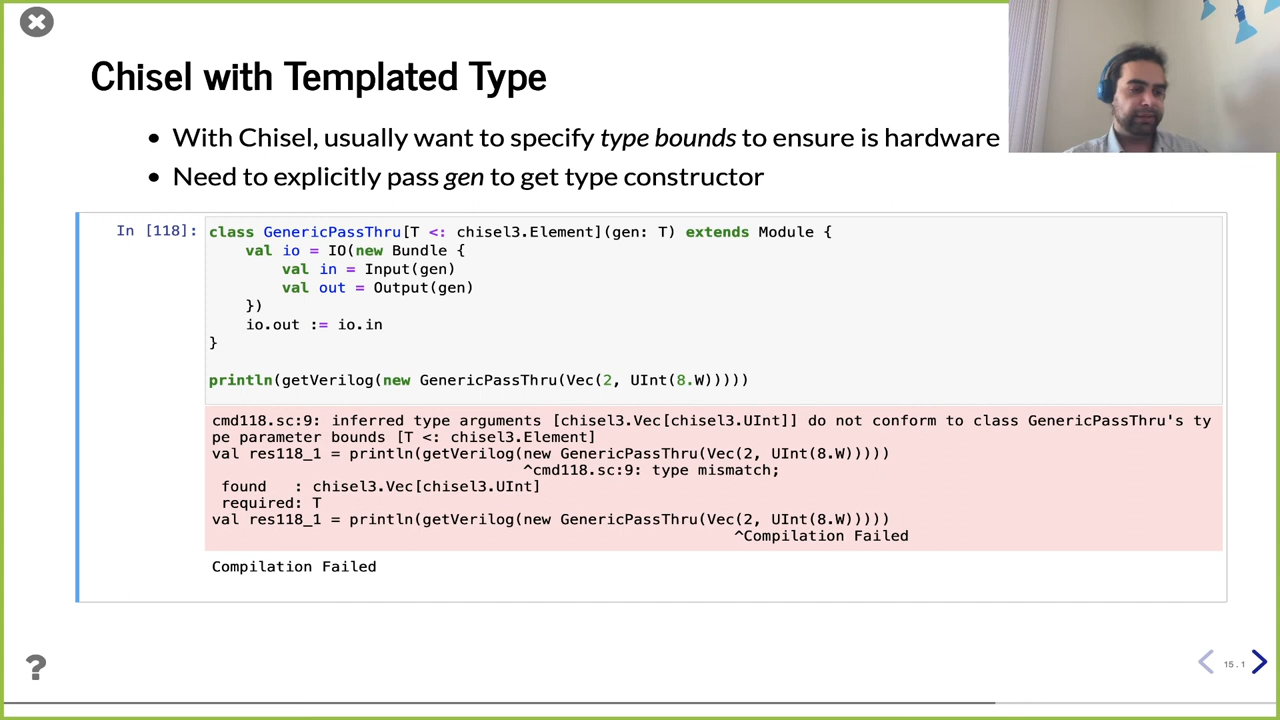 Chisel with Templated Type
• With Chisel, usually want to specify type bounds to ensure is hardware
• Need to explicitly pass gen to get type constructor
In [118]: class GenericPassThru[T <: chisel3.Element](gen: T) extends Module {
    val io = IO(new Bundle {
        val in = Input(gen)
        val out = Output(gen)
    })
    io.out := io.in
}
println(getVerilog(new GenericPassThru(Vec(2, UInt(8.W)))))
cmd118.sc:9: inferred type arguments [chisel3.Vec[chisel3.UInt]] do not conform to class GenericPassThru's ty
pe parameter bounds [T <: chisel3.Element]
val res118_1 = println(getVerilog(new GenericPassThru(Vec(2, UInt(8.W)))))
                                  ^cmd118.sc:9: type mismatch;
 found   : chisel3.Vec[chisel3.UInt]
 required: T
val res118_1 = println(getVerilog(new GenericPassThru(Vec(2, UInt(8.W)))))
                                                         ^Compilation Failed
Compilation Failed
?
15.1